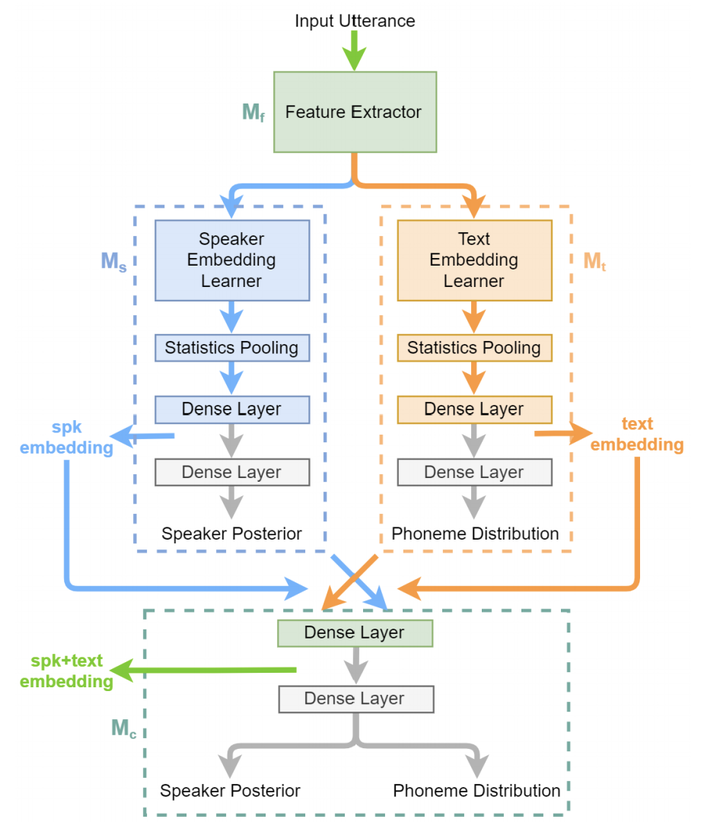 Input Utterance
M_f
Feature Extractor
M_s
Speaker
Embedding
Learner
Text
Embedding
Learner
M_t
Statistics Pooling
Statistics Pooling
Dense Layer
Dense Layer
spk
embedding
text
embedding
Dense Layer
Dense Layer
Speaker Posterior
Phoneme Distribution
Dense Layer
spk+text
embedding
Dense Layer
M_c
Speaker Posterior
Phoneme Distribution